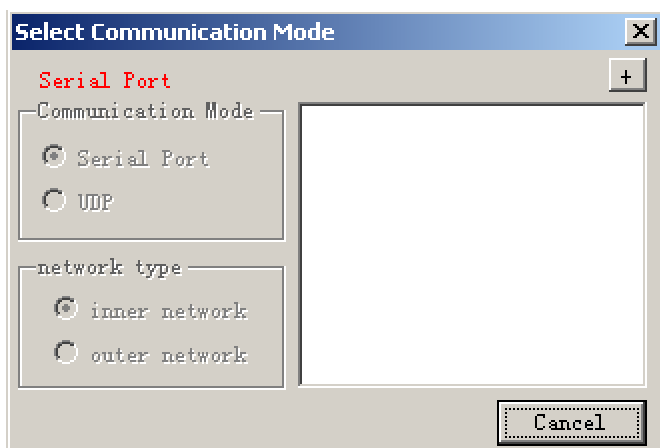 Select Communication Mode
Serial Port
+
Communication Mode
Serial Port
UDP
network type
inner network
outer network
Cancel